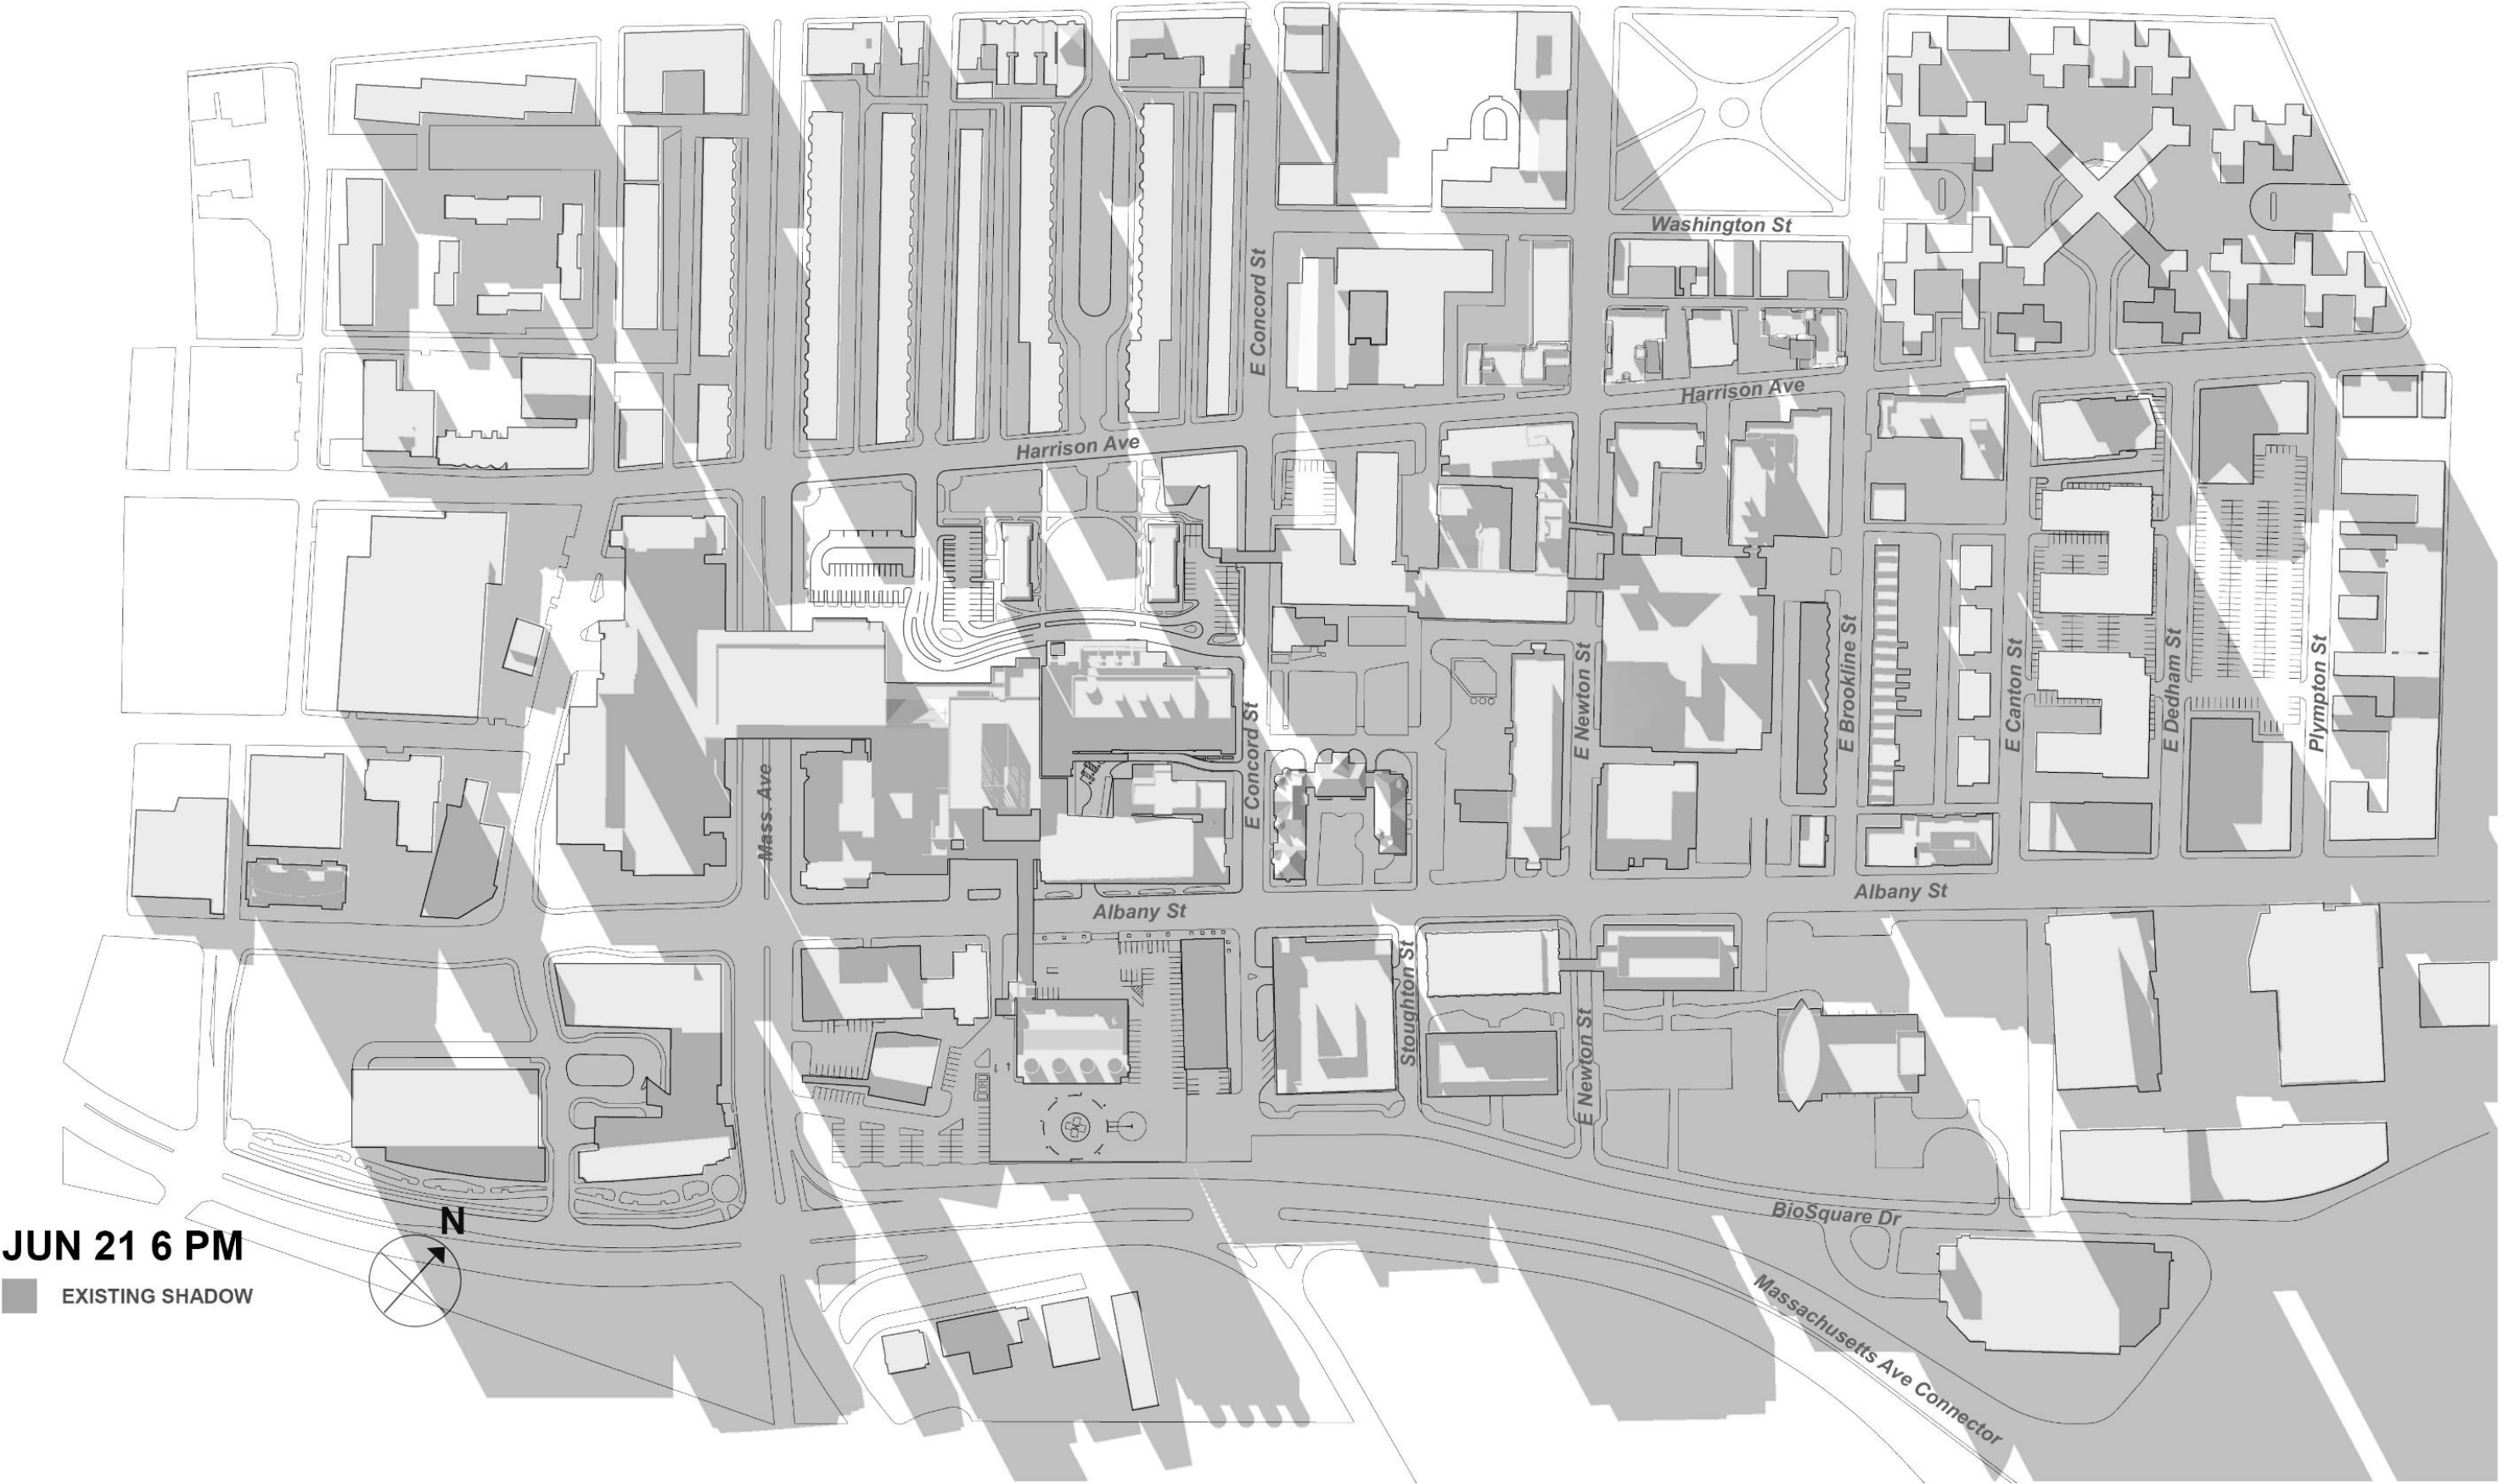 Washington St
E Concord St
Harrison Ave
Harrison Ave
E Newton St
E Brookline St
E Canton St
E Dedham St
Plympton St
E Concord St
Mass. Ave
Albany St
Albany St
Stoughton St
E Newton St
BioSquare Dr
Massachusetts Ave Connector
N
JUN 21 6 PM
EXISTING SHADOW